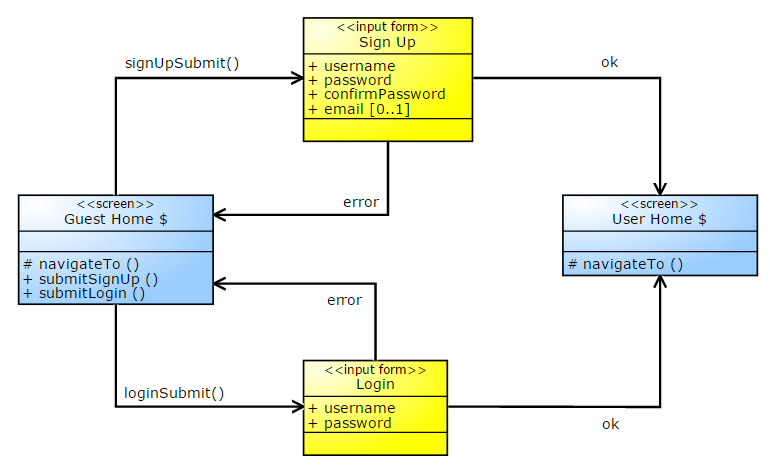 <<input form>>
Sign Up
+ username
+ password
+ confirmPassword
+ email [0..1]
signUpSubmit()
ok
error
<<screen>>
Guest Home $
# navigateTo ()
+ submitSignUp ()
+ submitLogin ()
<<screen>>
User Home $
# navigateTo ()
error
loginSubmit()
<<input form>>
Login
+ username
+ password
ok